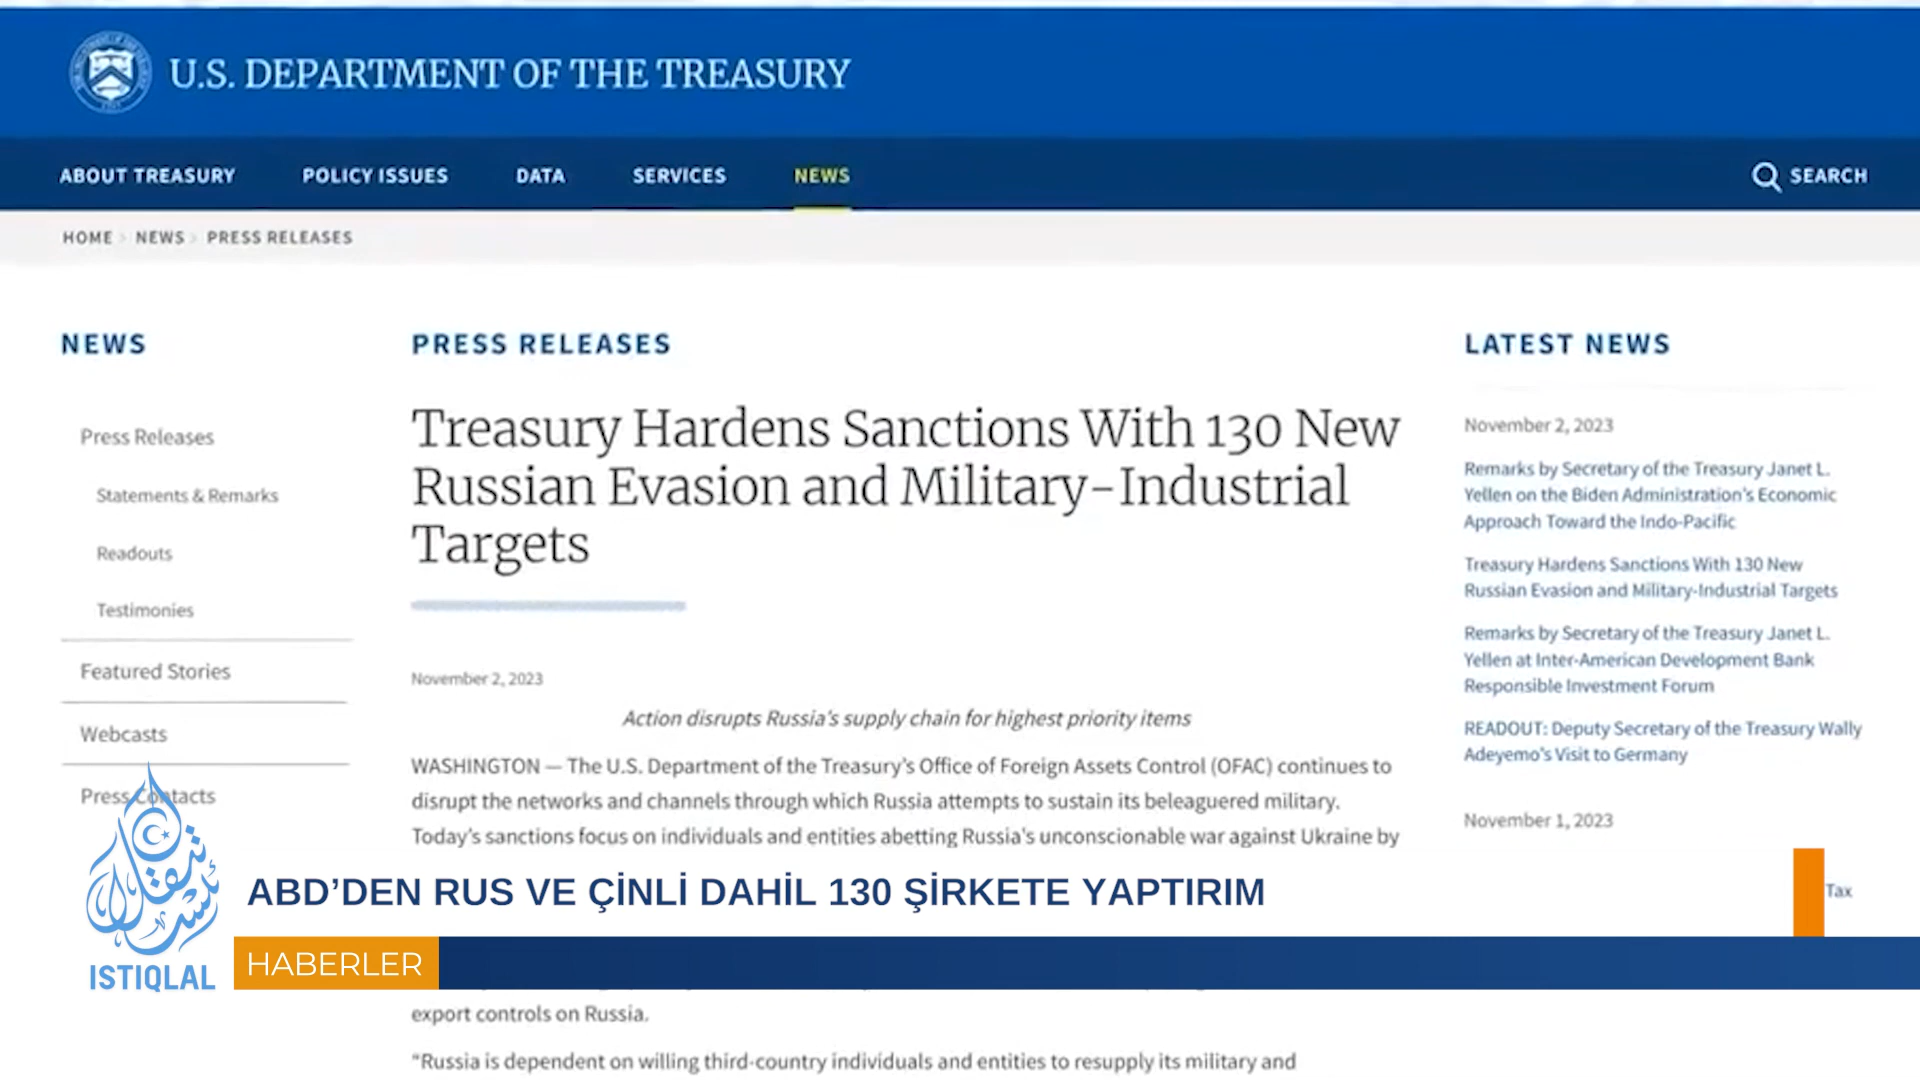 U.S. DEPARTMENT OF THE TREASURY
ABOUT TREASURY
POLICY ISSUES
DATA
SERVICES
NEWS
SEARCH
HOME
NEWS
PRESS RELEASES
NEWS
Press Releases
Statements & Remarks
Readouts
Testimonies
Featured Stories
Webcasts
Press Contacts
PRESS RELEASES
Treasury Hardens Sanctions With 130 New
Russian Evasion and Military-Industrial
Targets
November 2, 2023
Action disrupts Russia's supply chain for highest priority items
WASHINGTON — The U.S. Department of the Treasury's Office of Foreign Assets Control (OFAC) continues to
disrupt the networks and channels through which Russia attempts to sustain its beleaguered military.
Today's sanctions focus on individuals and entities abetting Russia's unconscionable war against Ukraine by
export controls on Russia.
“Russia is dependent on willing third-country individuals and entities to resupply its military and
LATEST NEWS
November 2, 2023
Remarks by Secretary of the Treasury Janet L.
Yellen on the Biden Administration's Economic
Approach Toward the Indo-Pacific
Treasury Hardens Sanctions With 130 New
Russian Evasion and Military-Industrial Targets
Remarks by Secretary of the Treasury Janet L.
Yellen at Inter-American Development Bank
Responsible Investment Forum
READOUT: Deputy Secretary of the Treasury Wally
Adeyemo's Visit to Germany
November 1, 2023
Tax
ABD’DEN RUS VE ÇİNLİ DAHİL 130 ŞİRKETE YAPTIRIM
HABERLER
ISTIQLAL